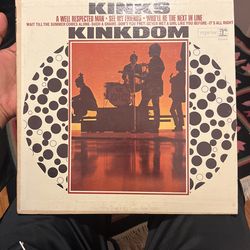 KINKS
A WELL RESPECTED MAN • SEE MY FRIENDS • WHO'LL BE THE NEXT IN LINE
WAIT TILL THE SUMMER COMES ALONG • SUCH A SHAME • DON'T YOU FRET • NEVER MET A GIRL LIKE YOU BEFORE • IT'S ALL RIGHT
KINKDOM